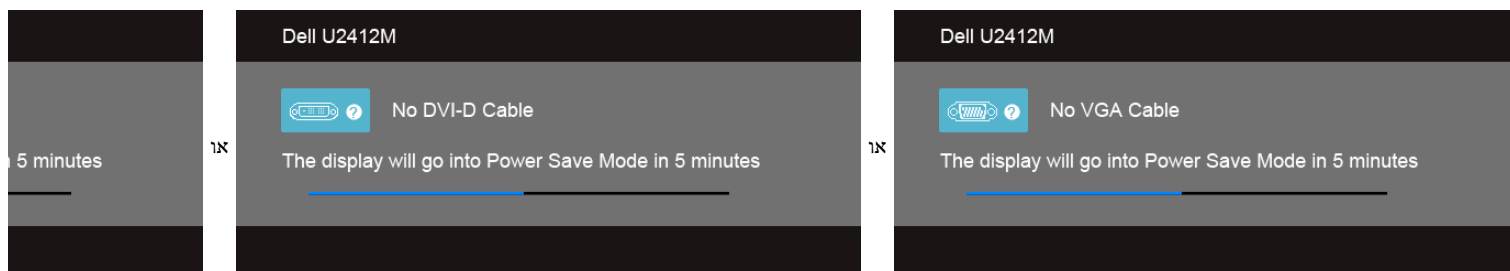 Dell U2412M
No DVI-D Cable
The display will go into Power Save Mode in 5 minutes
או
Dell U2412M
No VGA Cable
The display will go into Power Save Mode in 5 minutes
או
5 minutes